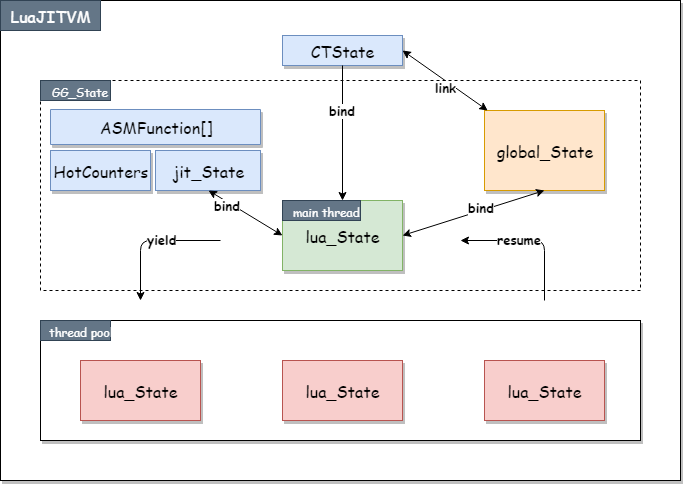 LuaJITVM
CTState
link
GG_State
bind
ASMFunction[]
global_State
HotCounters
jit_State
bind
main thread
bind
lua_State
yield
resume
thread poo
lua_State
lua_State
lua_State